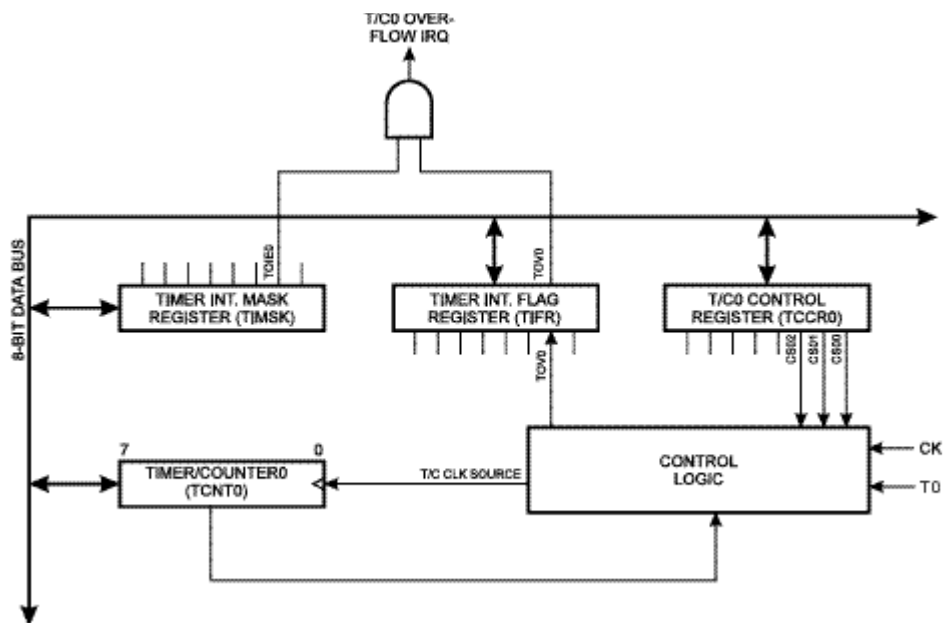 T/C0 OVER-
FLOW IRQ
8-BIT DATA BUS
TOIE0
TOV0
TIMER INT. MASK
REGISTER (TIMSK)
TIMER INT. FLAG
REGISTER (TIFR)
T/C0 CONTROL
REGISTER (TCCR0)
TOV0
CS02
CS01
CS00
7
0
TIMER/COUNTER0
(TCNT0)
T/C CLK SOURCE
CONTROL
LOGIC
CK
T0